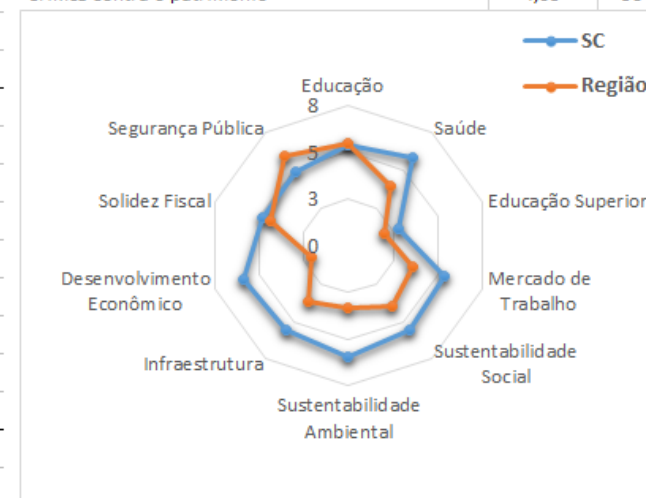 SC
Região
Educação
8
Segurança Pública
Saúde
5
Solidez Fiscal
3
Educação Superior
0
Desenvolvimento
Econômico
Mercado de
Trabalho
Infraestrutura
Sustentabilidade
Social
Sustentabilidade
Ambiental